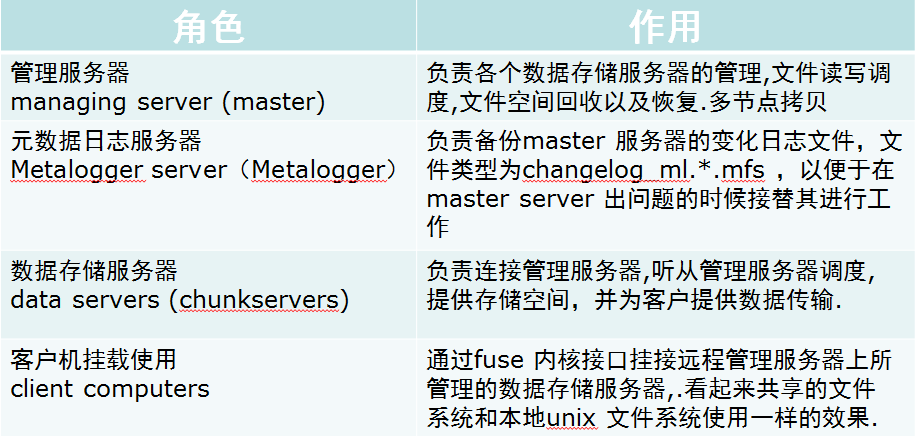 角色
作用
管理服务器
managing server (master)
负责各个数据存储服务器的管理,文件读写调
度,文件空间回收以及恢复.多节点拷贝
元数据日志服务器
Metalogger server（Metalogger）
负责备份master 服务器的变化日志文件，文
件类型为changelog_ml.*.mfs ，以便于在
master server 出问题的时候接替其进行工
作
数据存储服务器
data servers (chunkservers)
负责连接管理服务器,听从管理服务器调度,
提供存储空间，并为客户提供数据传输.
客户机挂载使用
client computers
通过fuse 内核接口挂接远程管理服务器上所
管理的数据存储服务器,.看起来共享的文件
系统和本地unix 文件系统使用一样的效果.